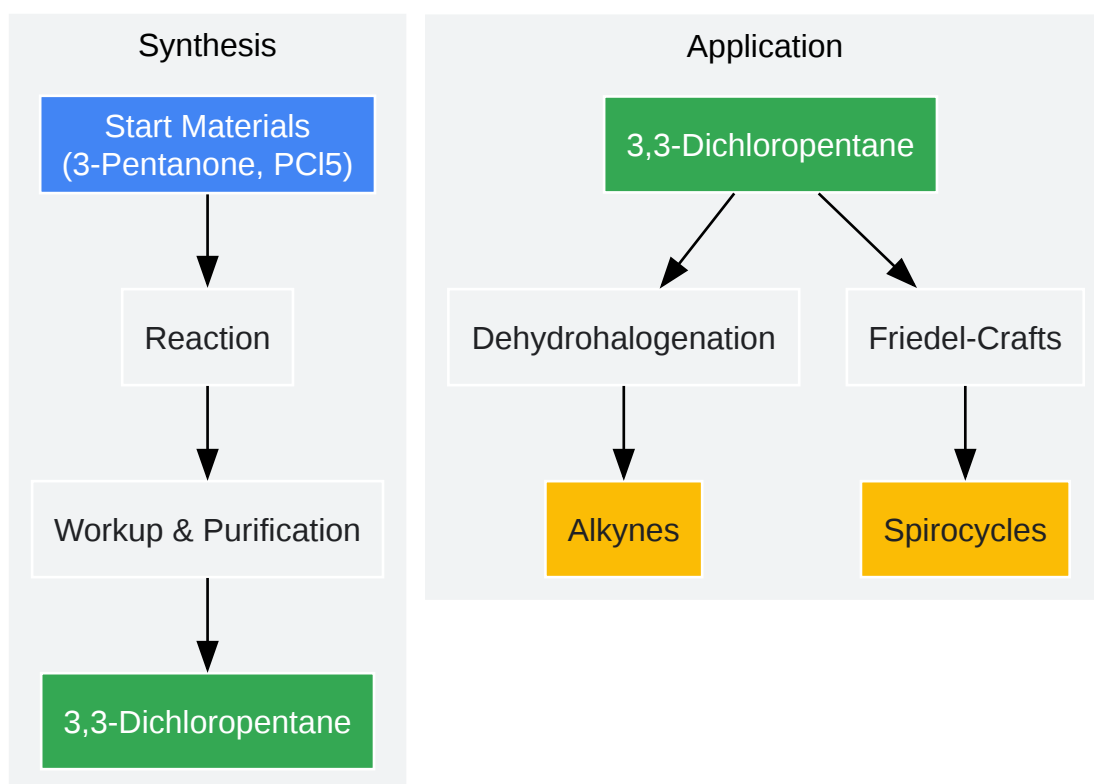 Synthesis
Start Materials
(3-Pentanone, PCl5)
Reaction
Workup & Purification
3,3-Dichloropentane
Application
3,3-Dichloropentane
Dehydrohalogenation
Friedel-Crafts
Alkynes
Spirocycles